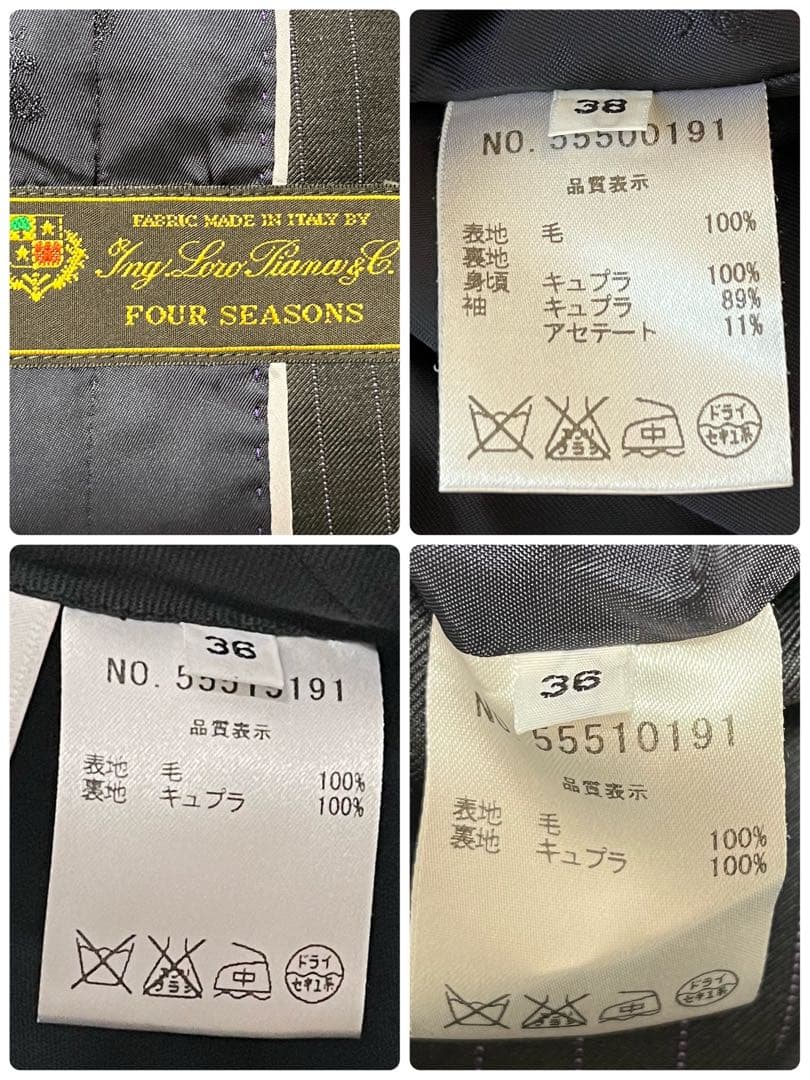 FABRIC MADE IN ITALY BY
Ing. Loro Piana & C.
FOUR SEASONS
38
NO. 55500191
品質表示
表地 毛 100%
裏地
身頃 キュプラ 100%
袖 キュプラ 89%
アセテート 11%
中
ドライ
セキユ系
36
NO.
品質表示
表地 毛 100%
裏地 キュプラ 100%
中
ドライ
セキユ系
36
55510191
品質表示
表地 毛 100%
裏地 キュプラ 100%
中
ドライ
セキユ系